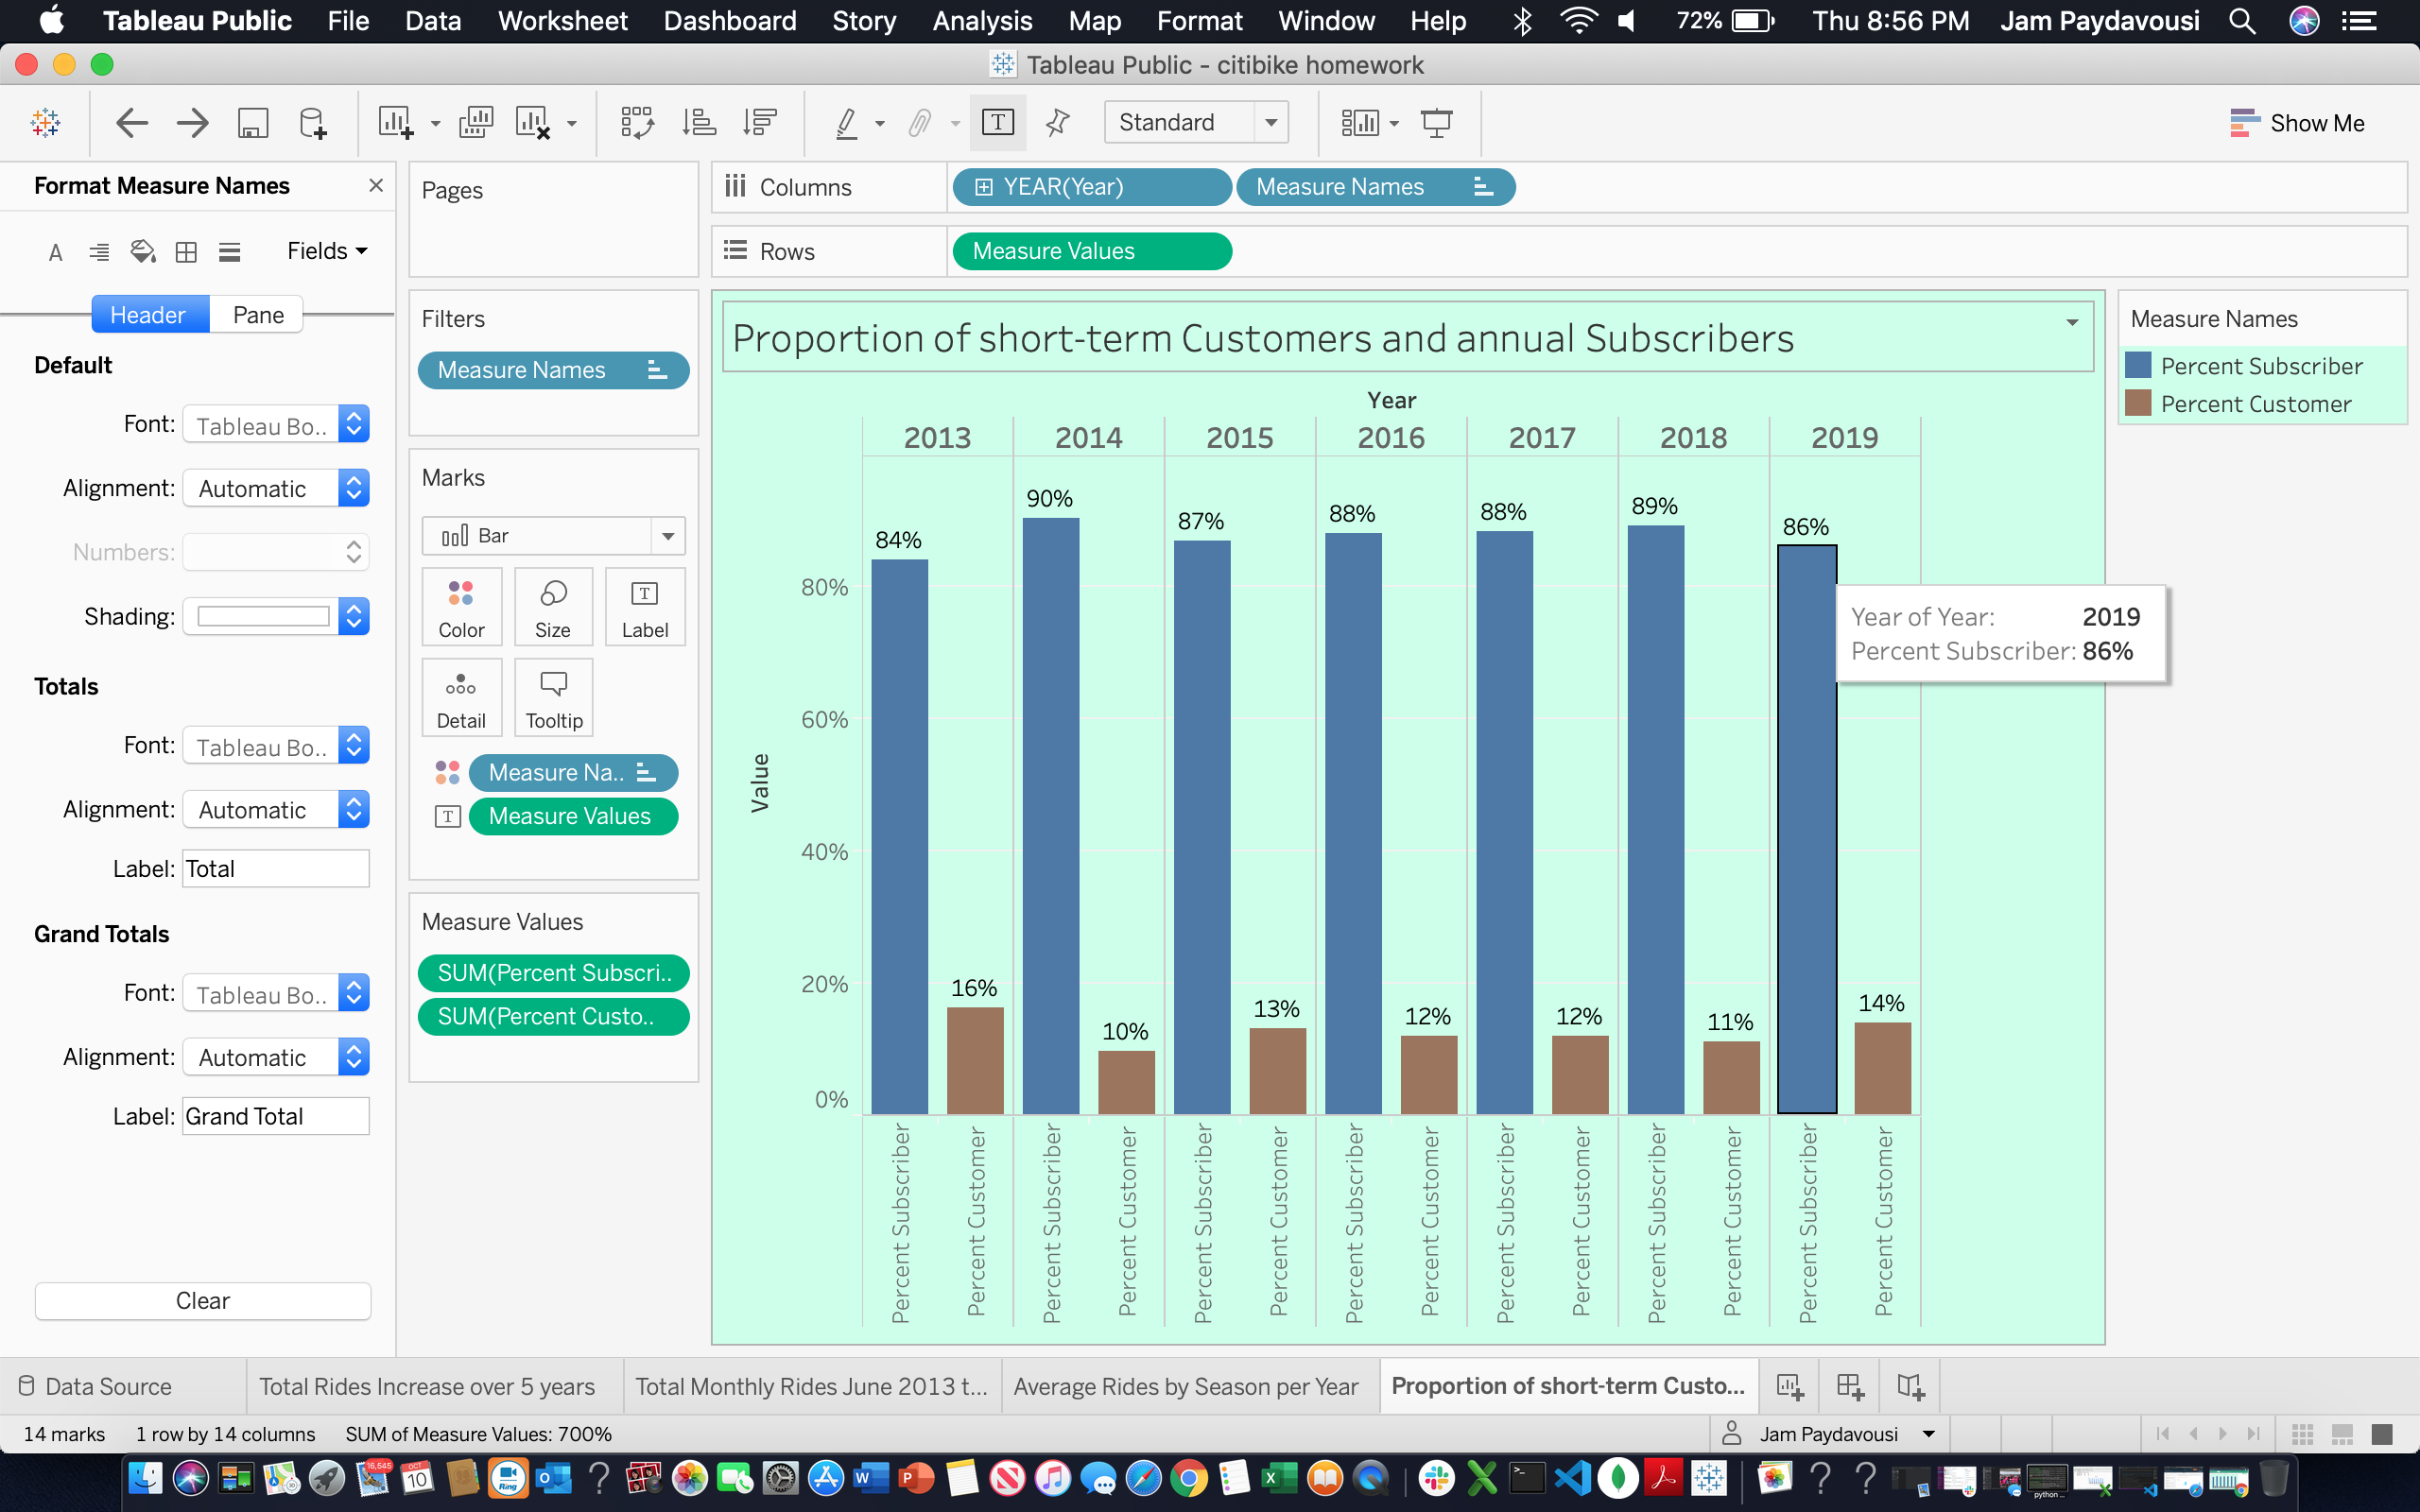 Tableau Public File Data Worksheet Dashboard Story Analysis Map Format Window Help 72% Thu 8:56 PM Jam Paydavousi
Tableau Public - citibike homework
Standard
Show Me
Format Measure Names
Fields
Header Pane
Default
Font: Tableau Bo..
Alignment: Automatic
Numbers:
Shading:
Totals
Font: Tableau Bo..
Alignment: Automatic
Label: Total
Grand Totals
Font: Tableau Bo..
Alignment: Automatic
Label: Grand Total
Clear
Pages
Filters
Measure Names
Marks
Bar
Color Size Label
Detail Tooltip
Measure Na..
Measure Values
Measure Values
SUM(Percent Subscri..
SUM(Percent Custo..
Columns YEAR(Year) Measure Names
Rows Measure Values
Proportion of short-term Customers and annual Subscribers
Year
2013 2014 2015 2016 2017 2018 2019
84% 90% 87% 88% 88% 89% 86%
16% 10% 13% 12% 12% 11% 14%
80%
60%
40%
20%
0%
Value
Percent Subscriber
Percent Customer
Percent Subscriber
Percent Customer
Percent Subscriber
Percent Customer
Percent Subscriber
Percent Customer
Percent Subscriber
Percent Customer
Percent Subscriber
Percent Customer
Percent Subscriber
Percent Customer
Year of Year: 2019
Percent Subscriber: 86%
Measure Names
Percent Subscriber
Percent Customer
Data Source Total Rides Increase over 5 years Total Monthly Rides June 2013 t... Average Rides by Season per Year Proportion of short-term Custo...
14 marks 1 row by 14 columns SUM of Measure Values: 700% Jam Paydavousi
16,545
OCT
10
Ring
python ...